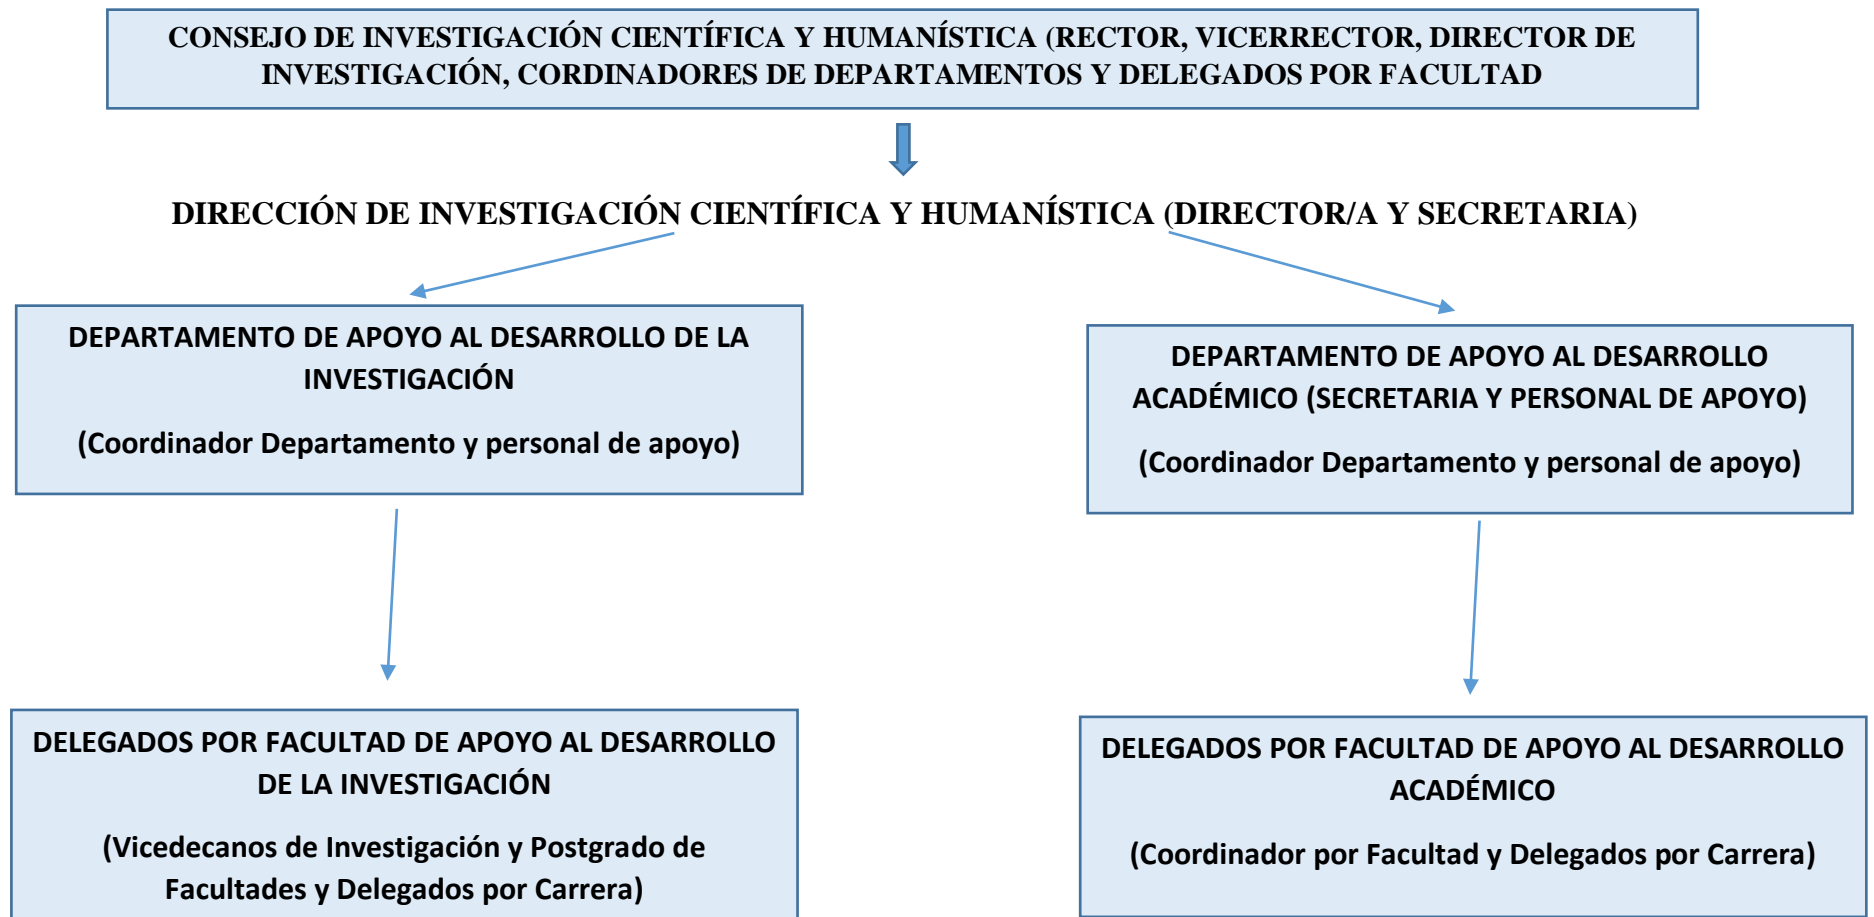 CONSEJO DE INVESTIGACIÓN CIENTÍFICA Y HUMANÍSTICA (RECTOR, VICERRECTOR, DIRECTOR DE
INVESTIGACIÓN, CORDINADORES DE DEPARTAMENTOS Y DELEGADOS POR FACULTAD
DIRECCIÓN DE INVESTIGACIÓN CIENTÍFICA Y HUMANÍSTICA (DIRECTOR/A Y SECRETARIA)
DEPARTAMENTO DE APOYO AL DESARROLLO DE LA
INVESTIGACIÓN
(Coordinador Departamento y personal de apoyo)
DEPARTAMENTO DE APOYO AL DESARROLLO
ACADÉMICO (SECRETARIA Y PERSONAL DE APOYO)
(Coordinador Departamento y personal de apoyo)
DELEGADOS POR FACULTAD DE APOYO AL DESARROLLO
DE LA INVESTIGACIÓN
(Vicedecanos de Investigación y Postgrado de
Facultades y Delegados por Carrera)
DELEGADOS POR FACULTAD DE APOYO AL DESARROLLO
ACADÉMICO
(Coordinador por Facultad y Delegados por Carrera)